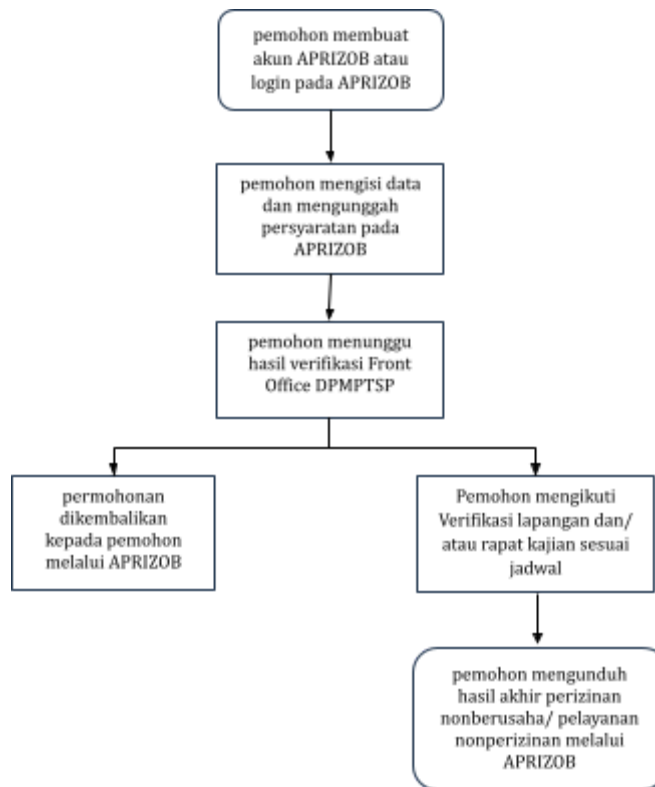 pemohon membuat
akun APRIZOB atau
login pada APRIZOB
pemohon mengisi data
dan mengunggah
persyaratan pada
APRIZOB
pemohon menunggu
hasil verifikasi Front
Office DPMPTSP
permohonan
dikembalikan
kepada pemohon
melalui APRIZOB
Pemohon mengikuti
Verifikasi lapangan dan/
atau rapat kajian sesuai
jadwal
pemohon mengunduh
hasil akhir perizinan
nonberusaha/ pelayanan
nonperizinan melalui
APRIZOB